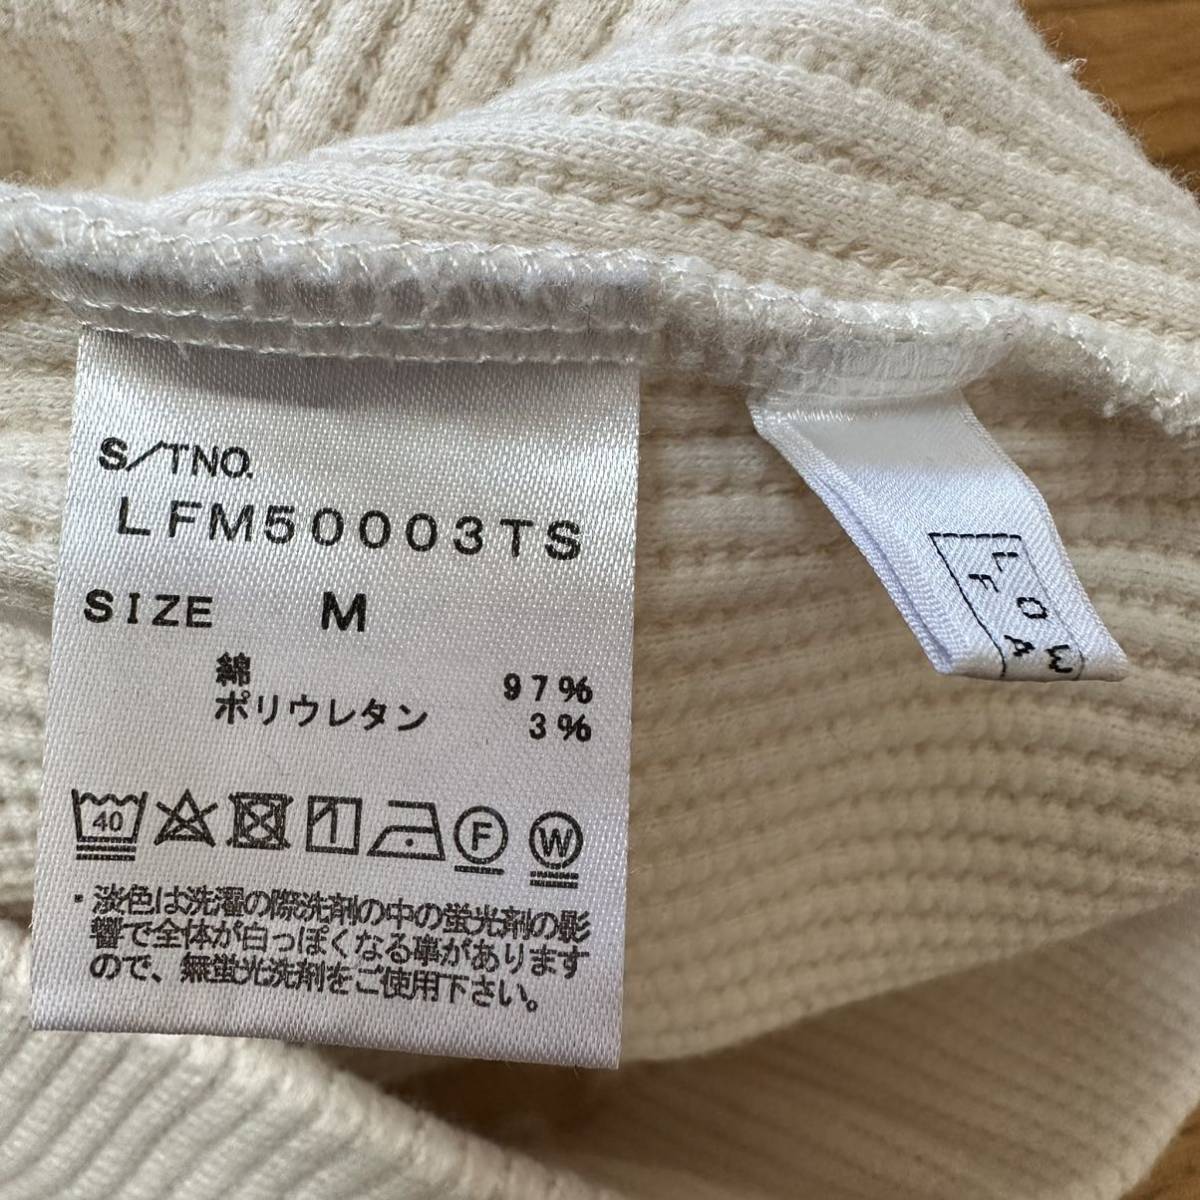 S/TNO.
LFM50003TS
SIZE M
綿 97%
ポリウレタン 3%
40 F W
・淡色は洗濯の際洗剤の中の蛍光剤の影
響で全体が白っぽくなる事があります
ので、無蛍光洗剤をご使用下さい。
LOW
FA